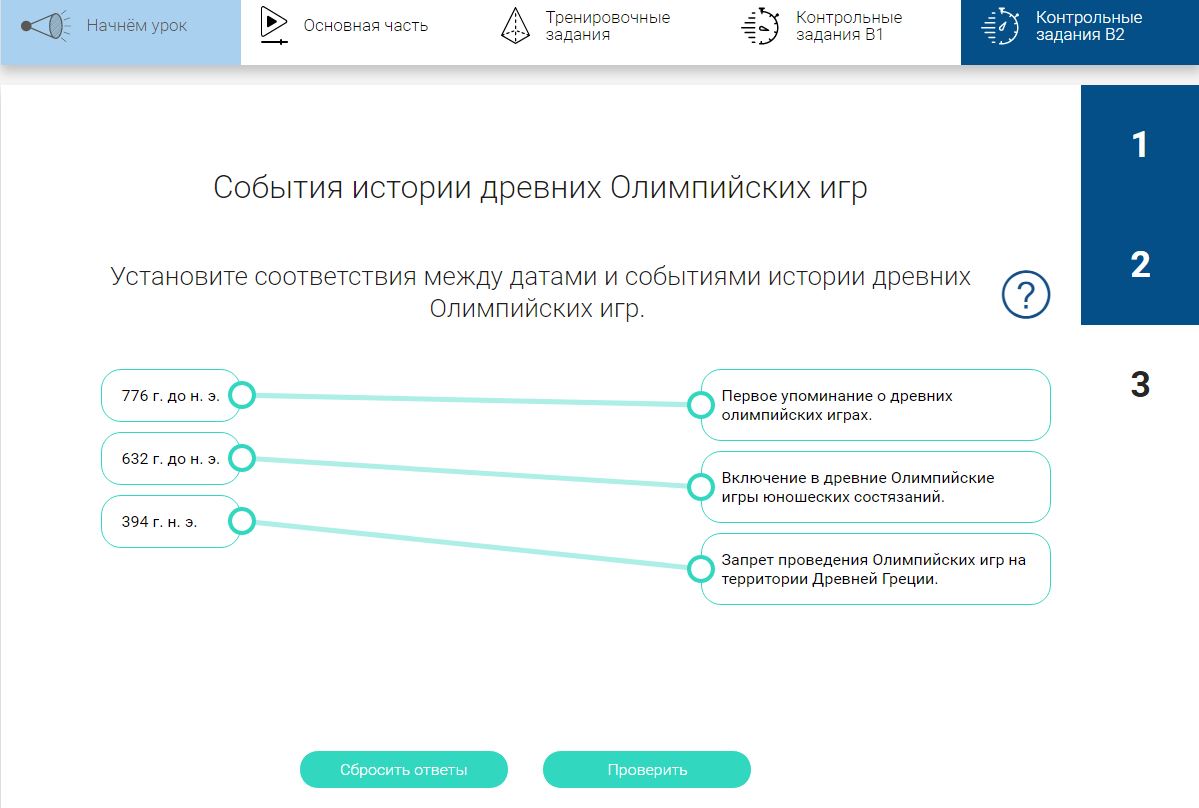 Начнём урок
Основная часть
Тренировочные
задания
Контрольные
задания В1
Контрольные
задания В2
1
2
3
События истории древних Олимпийских игр
Установите соответствия между датами и событиями истории древних
Олимпийских игр.
?
776 г. до н. э.
632 г. до н. э.
394 г. н. э.
Первое упоминание о древних
олимпийских играх.
Включение в древние Олимпийские
игры юношеских состязаний.
Запрет проведения Олимпийских игр на
территории Древней Греции.
Сбросить ответы
Проверить